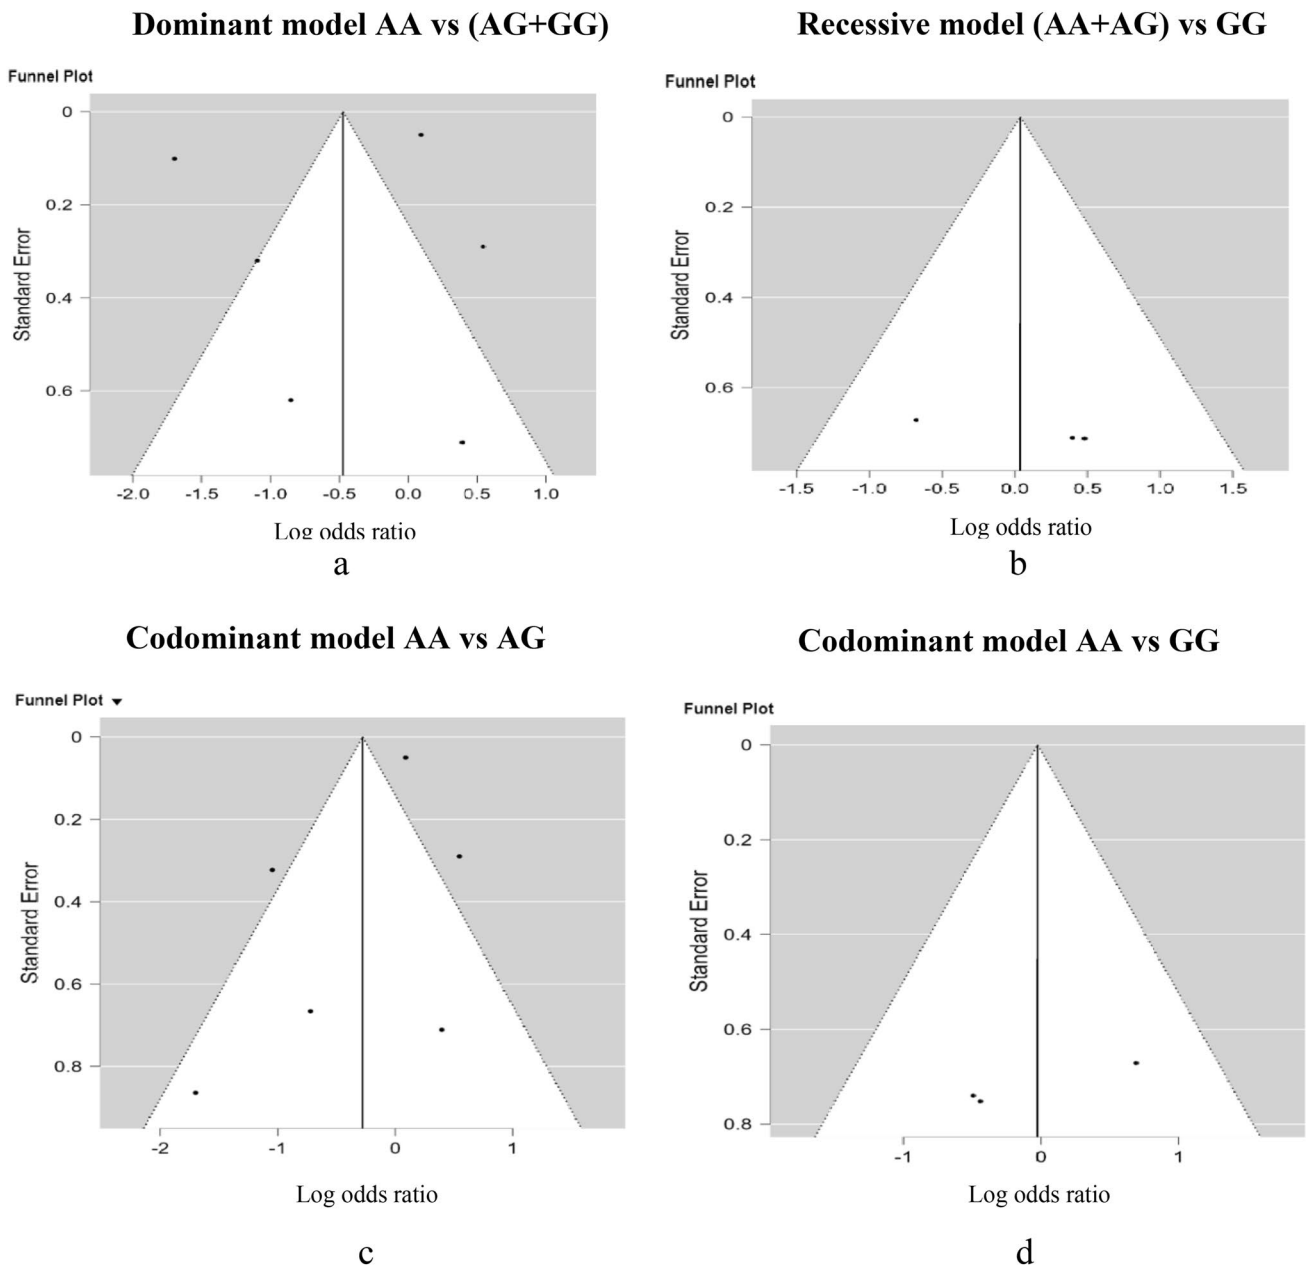 Dominant model AA vs (AG+GG)
Funnel Plot
0
0.2
0.4
0.6
Standard Error
-2.0 -1.5 -1.0 -0.5 0.0 0.5 1.0
Log odds ratio
a
Recessive model (AA+AG) vs GG
Funnel Plot
0
0.2
0.4
0.6
Standard Error
-1.5 -1.0 -0.5 0.0 0.5 1.0 1.5
Log odds ratio
b
Codominant model AA vs AG
Funnel Plot
0
0.2
0.4
0.6
0.8
Standard Error
-2 -1 0 1
Log odds ratio
c
Codominant model AA vs GG
Funnel Plot
0
0.2
0.4
0.6
0.8
Standard Error
-1 0 1
Log odds ratio
d